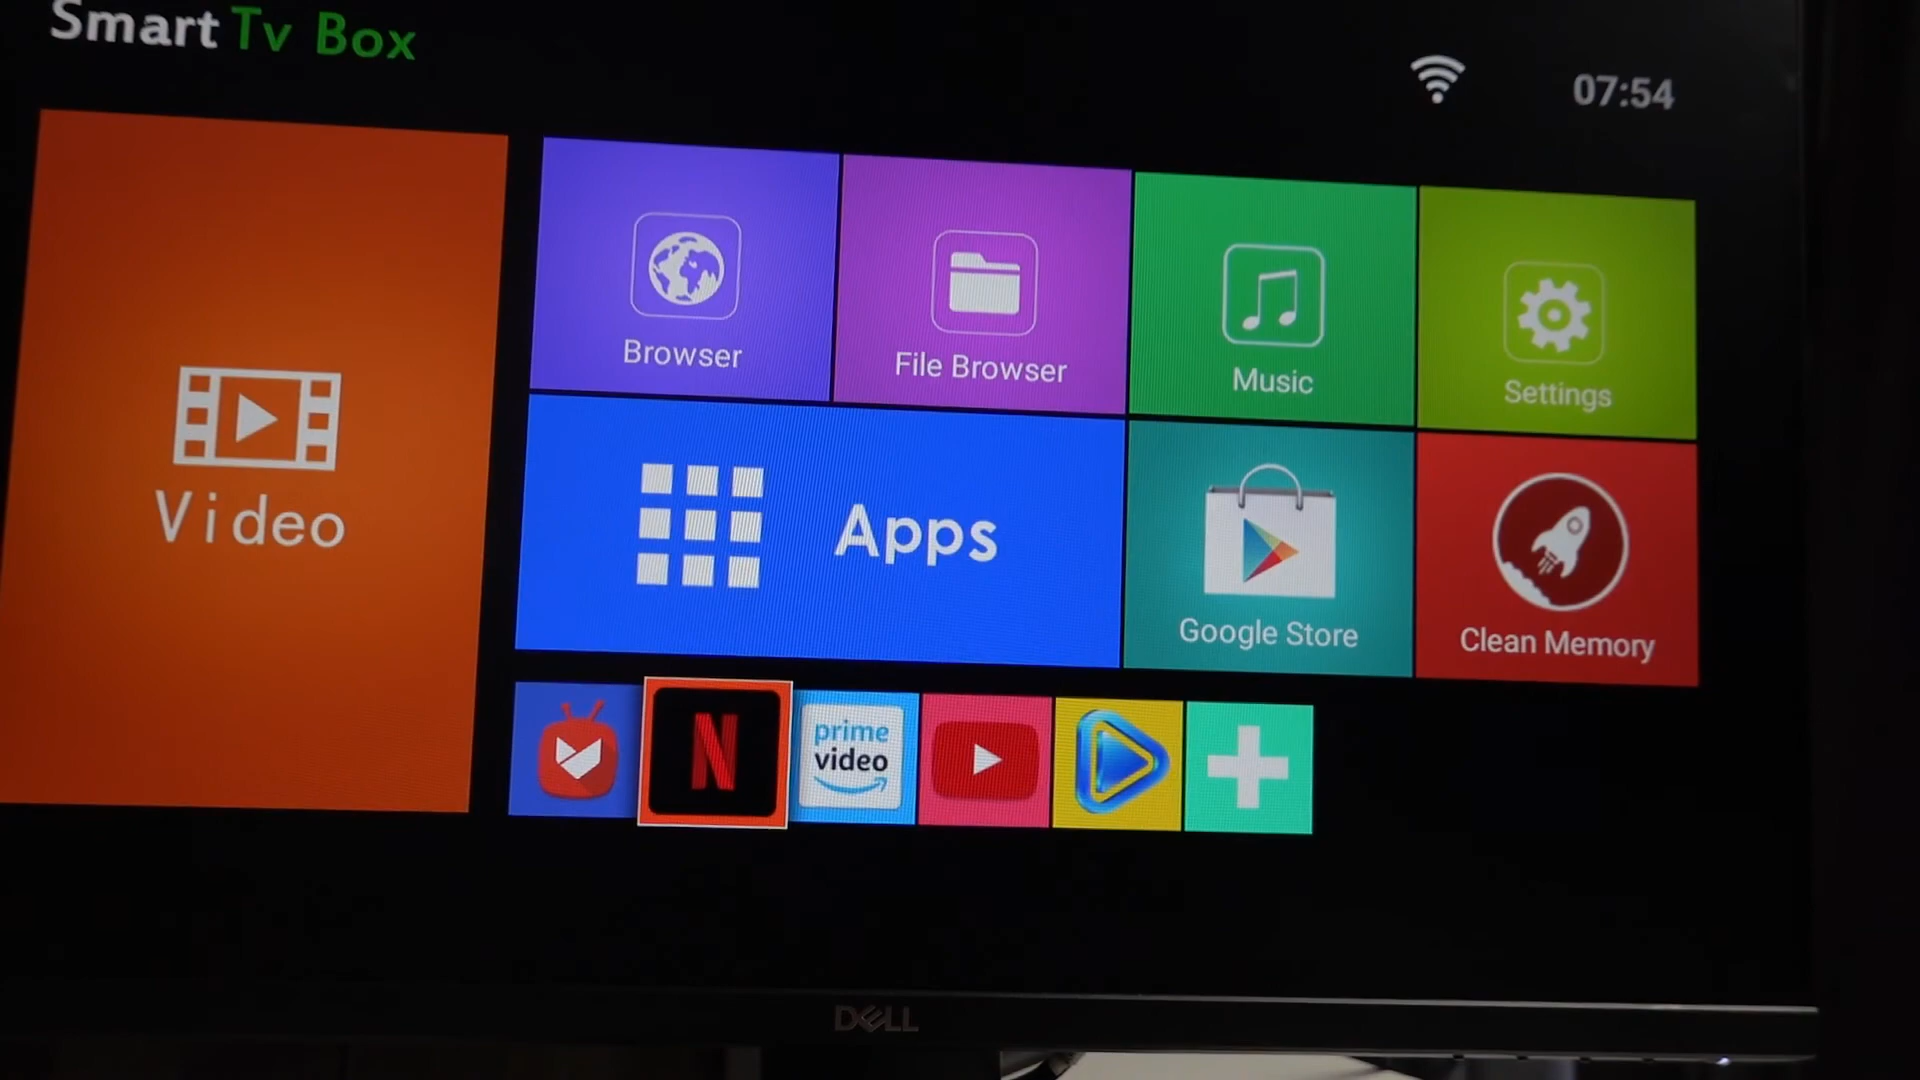 Smart Tv Box
07:54
Video
Browser
File Browser
Music
Settings
Apps
Google Store
Clean Memory
N
prime
video
DELL